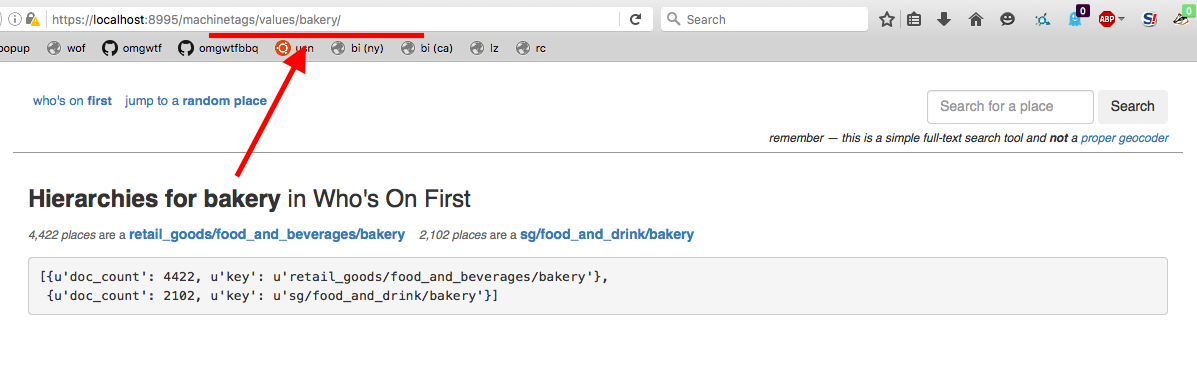 https://localhost:8995/machinetags/values/bakery/
Search
0
ABP
S!
0
popup wof omgwtf omgwtfbbq usn bi (ny) bi (ca) lz rc
who's on first jump to a random place
Search for a place Search
remember — this is a simple full-text search tool and not a proper geocoder
Hierarchies for bakery in Who's On First
4,422 places are a retail_goods/food_and_beverages/bakery 2,102 places are a sg/food_and_drink/bakery
[{u'doc_count': 4422, u'key': u'retail_goods/food_and_beverages/bakery'},
{u'doc_count': 2102, u'key': u'sg/food_and_drink/bakery'}]